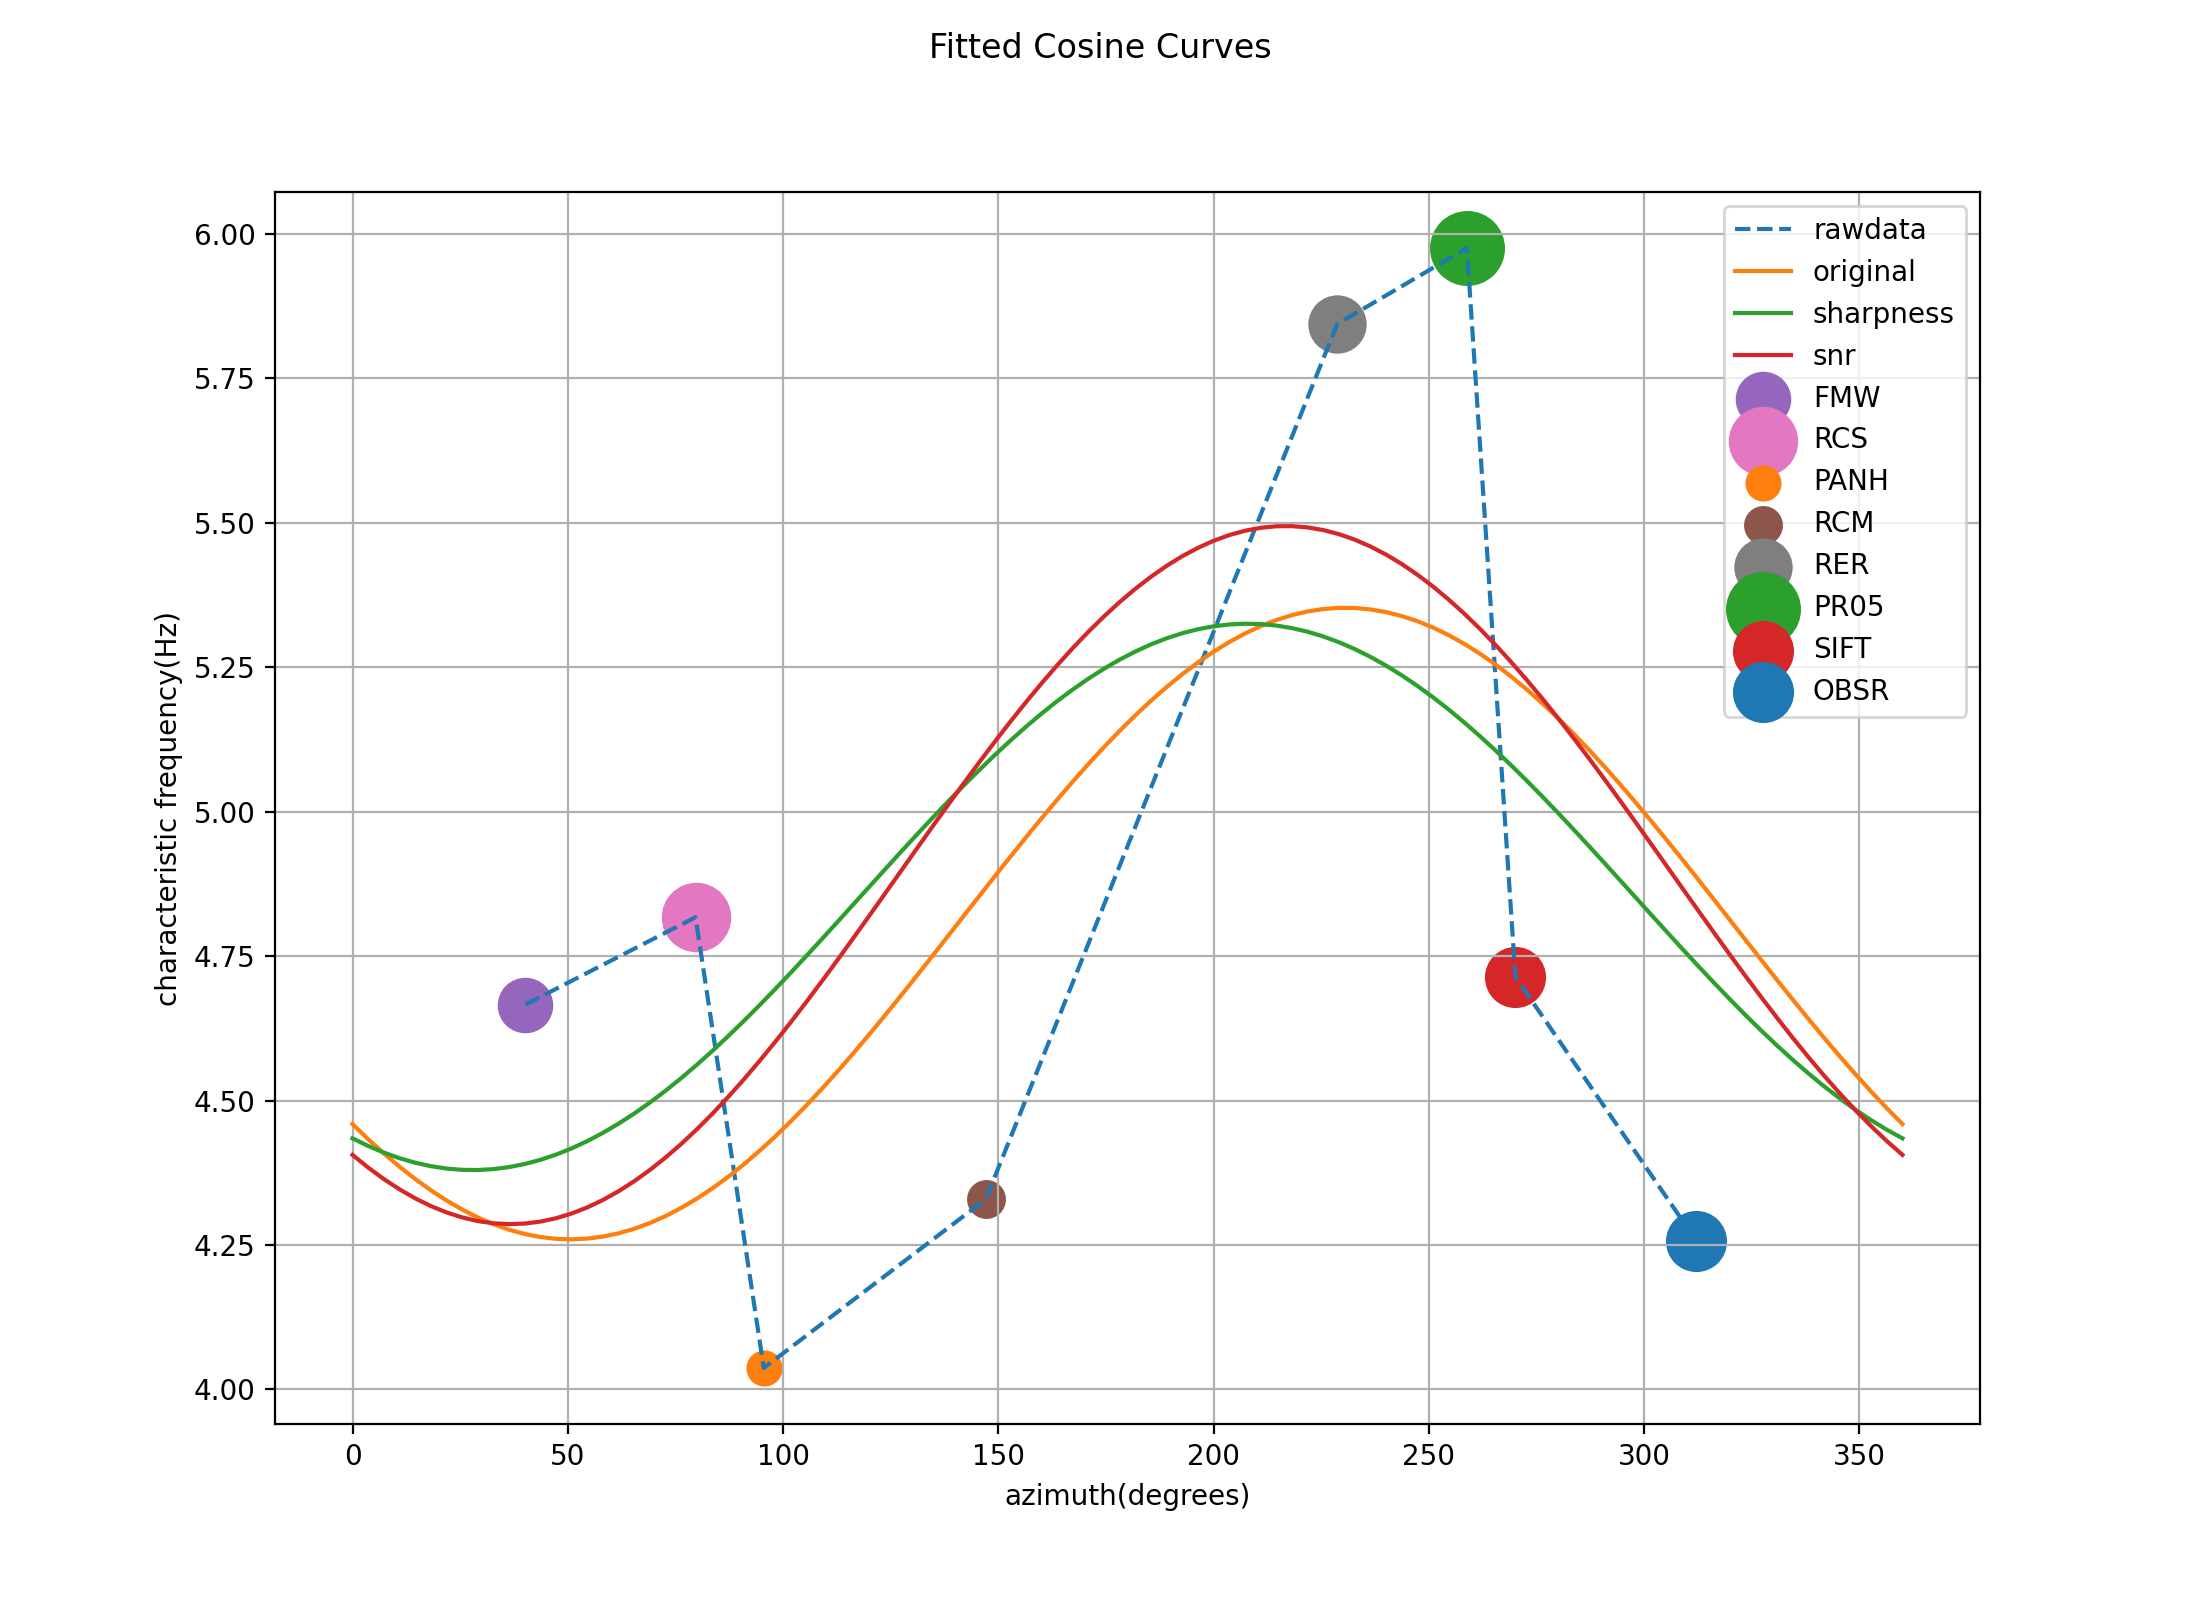 Fitted Cosine Curves
characteristic frequency(Hz)
6.00
5.75
5.50
5.25
5.00
4.75
4.50
4.25
4.00
rawdata
original
sharpness
snr
FMW
RCS
PANH
RCM
RER
PR05
SIFT
OBSR
0 50 100 150 200 250 300 350
azimuth(degrees)